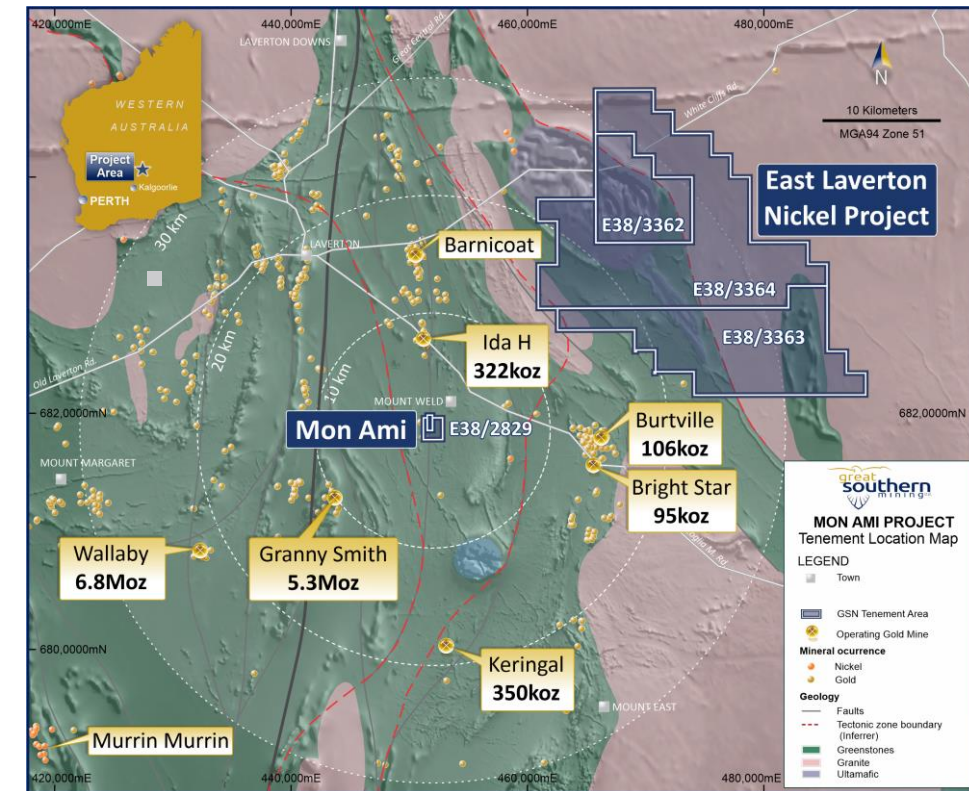 420,000mE
440,000mE
460,000mE
480,000mE
LAVERTON DOWNS
Great Central Rd.
White Cliffs Rd.
N
10 Kilometers
MGA94 Zone 51
WESTERN
AUSTRALIA
Project
Area
Kalgoorlie
PERTH
30 km
East Laverton
Nickel Project
E38/3362
Barnicoat
LAVERTON
E38/3364
E38/3363
Ida H
322koz
20 km
10 km
Old Laverton Rd.
MOUNT WELD
682,0000mN
682,0000mN
Mon Ami
E38/2829
Burtville
106koz
MOUNT MARGARET
Bright Star
95koz
Wallaby
6.8Moz
Granny Smith
5.3Moz
M. Rd.
Keringal
350koz
680,0000mN
MOUNT EAST
Murrin Murrin
420,000mE
440,000mE
460,000mE
480,000mE
great
southern
mining
MON AMI PROJECT
Tenement Location Map
LEGEND
Town
GSN Tenement Area
Operating Gold Mine
Mineral ocurrence
Nickel
Gold
Geology
Faults
Tectonic zone boundary
(Inferrer)
Greenstones
Granite
Ultamafic